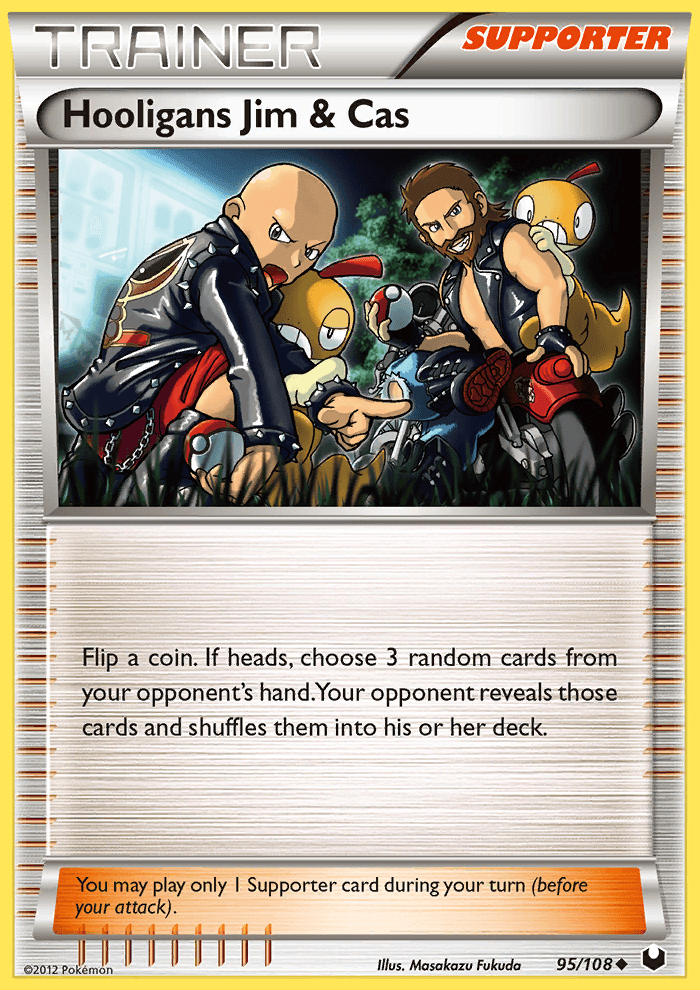 TRAINER
SUPPORTER
Hooligans Jim & Cas
Flip a coin. If heads, choose 3 random cards from
your opponent's hand.Your opponent reveals those
cards and shuffles them into his or her deck.
You may play only 1 Supporter card during your turn (before
your attack).
©2012 Pokémon
Illus. Masakazu Fukuda
95/108